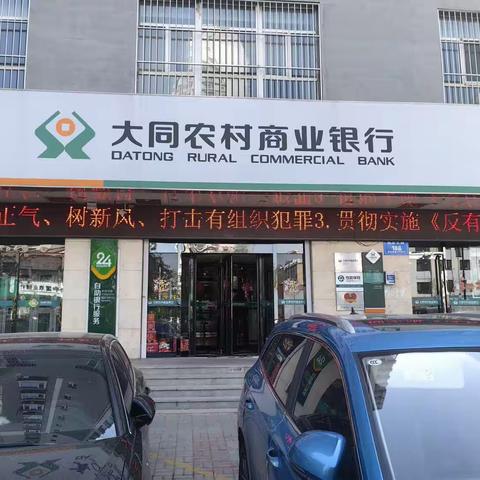 大同农村商业银行
DATONG RURAL COMMERCIAL BANK
正气、树新风、打击有组织犯罪3.贯彻实施《反有
24
自助银行服务